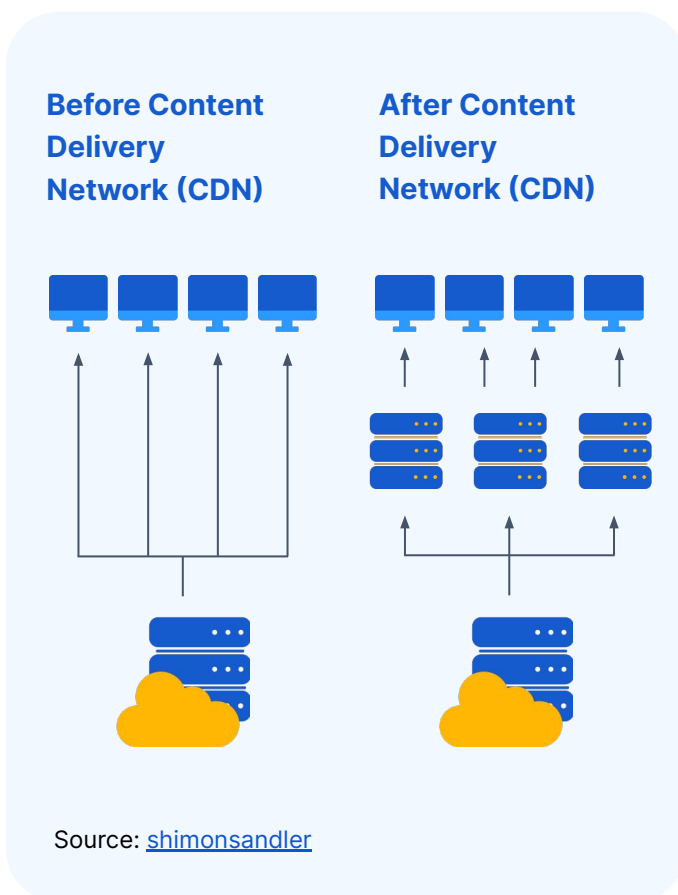 Before Content
Delivery
Network (CDN)
After Content
Delivery
Network (CDN)
Source: shimonsandler